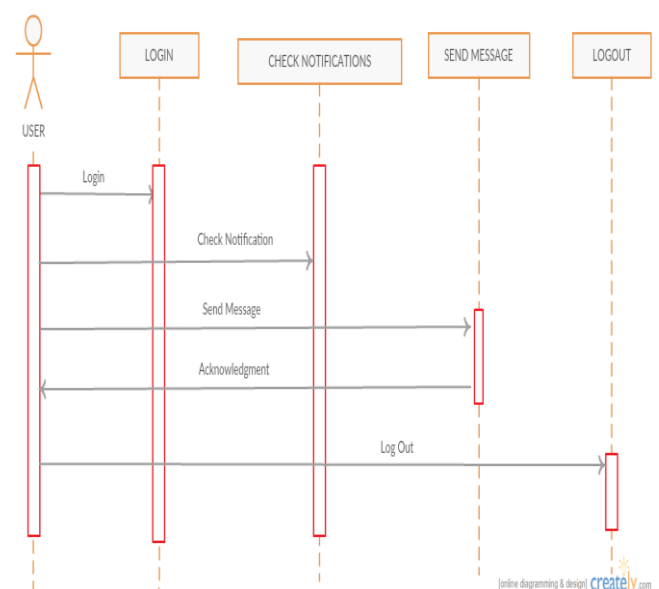 LOGIN
CHECK NOTIFICATIONS
SEND MESSAGE
LOGOUT
USER
Login
Check Notification
Send Message
Acknowledgment
Log Out
[online diagramming & design] creately.com